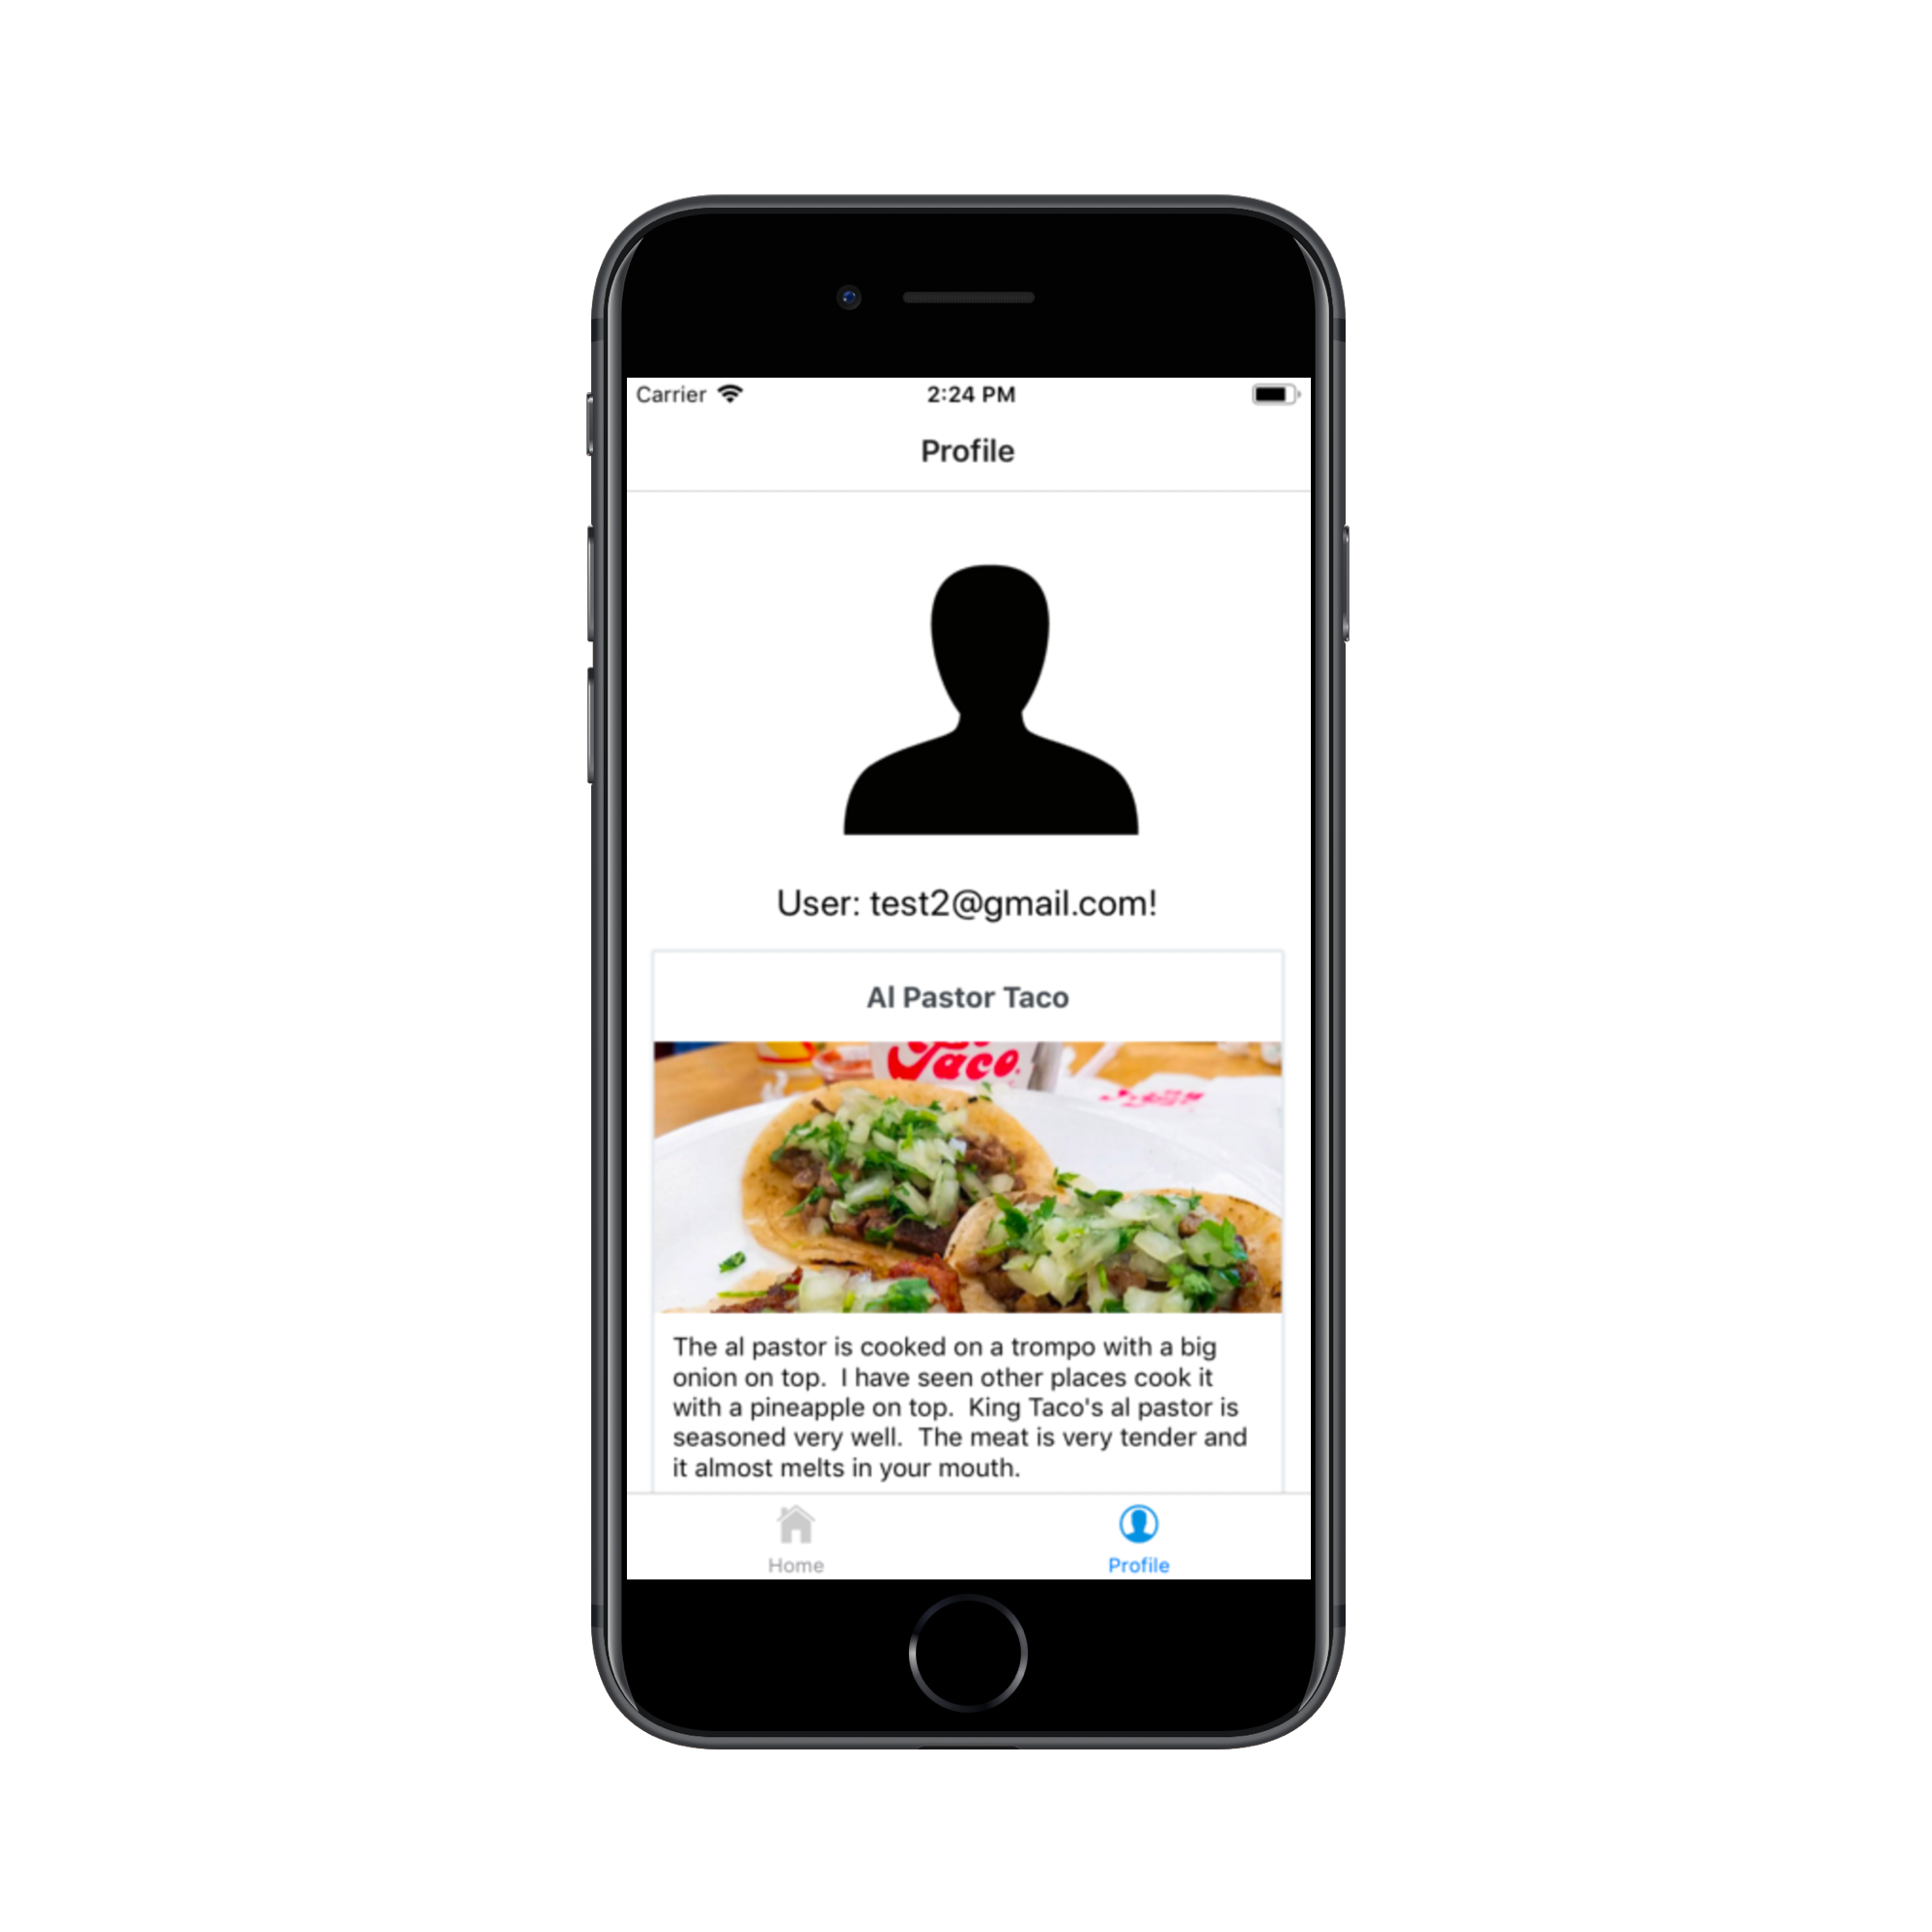 Carrier
2:24 PM
Profile
User: test2@gmail.com!
Al Pastor Taco
Taco
The al pastor is cooked on a trompo with a big
onion on top.  I have seen other places cook it
with a pineapple on top.  King Taco's al pastor is
seasoned very well.  The meat is very tender and
it almost melts in your mouth.
Home
Profile